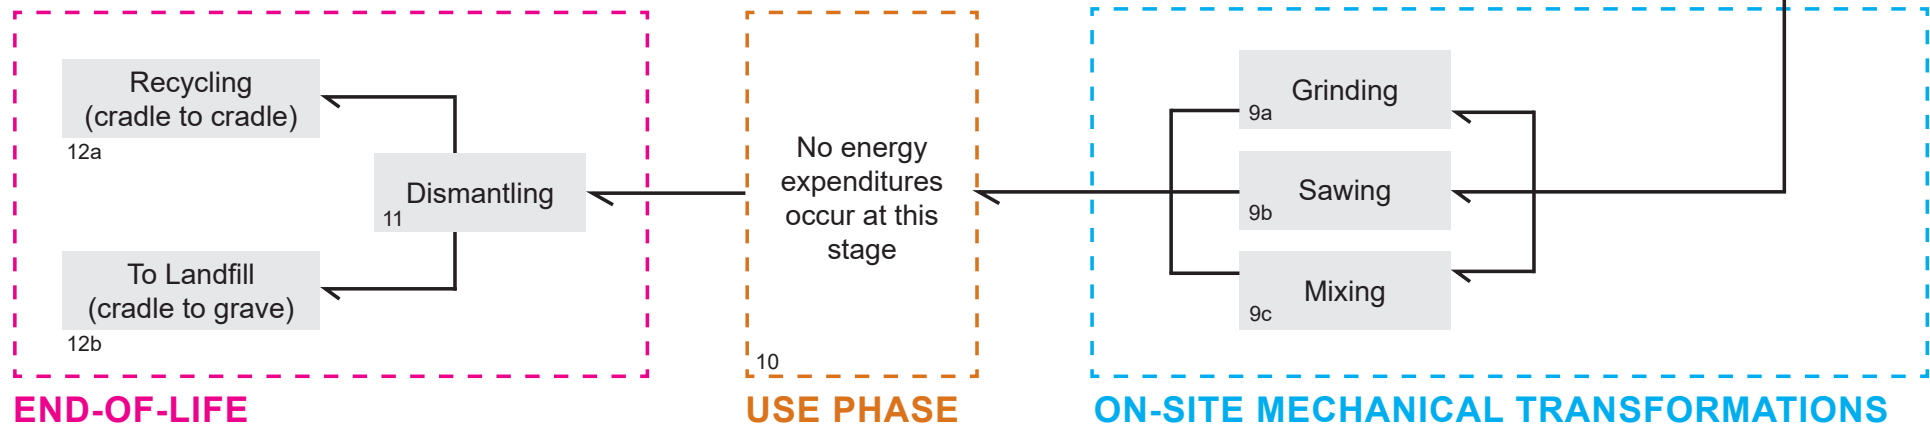 Recycling
(cradle to cradle)
12a
Dismantling
11
To Landfill
(cradle to grave)
12b
END-OF-LIFE
No energy
expenditures
occur at this
stage
10
USE PHASE
Grinding
9a
Sawing
9b
Mixing
9c
ON-SITE MECHANICAL TRANSFORMATIONS